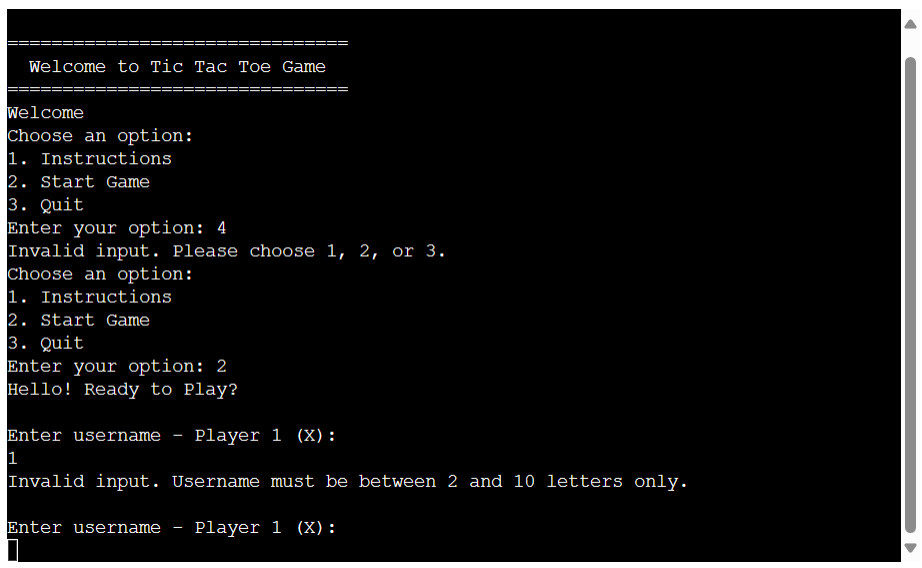 ===============================
Welcome to Tic Tac Toe Game
===============================
Welcome
Choose an option:
1. Instructions
2. Start Game
3. Quit
Enter your option: 4
Invalid input. Please choose 1, 2, or 3.
Choose an option:
1. Instructions
2. Start Game
3. Quit
Enter your option: 2
Hello! Ready to Play?
Enter username - Player 1 (X):
1
Invalid input. Username must be between 2 and 10 letters only.
Enter username - Player 1 (X):